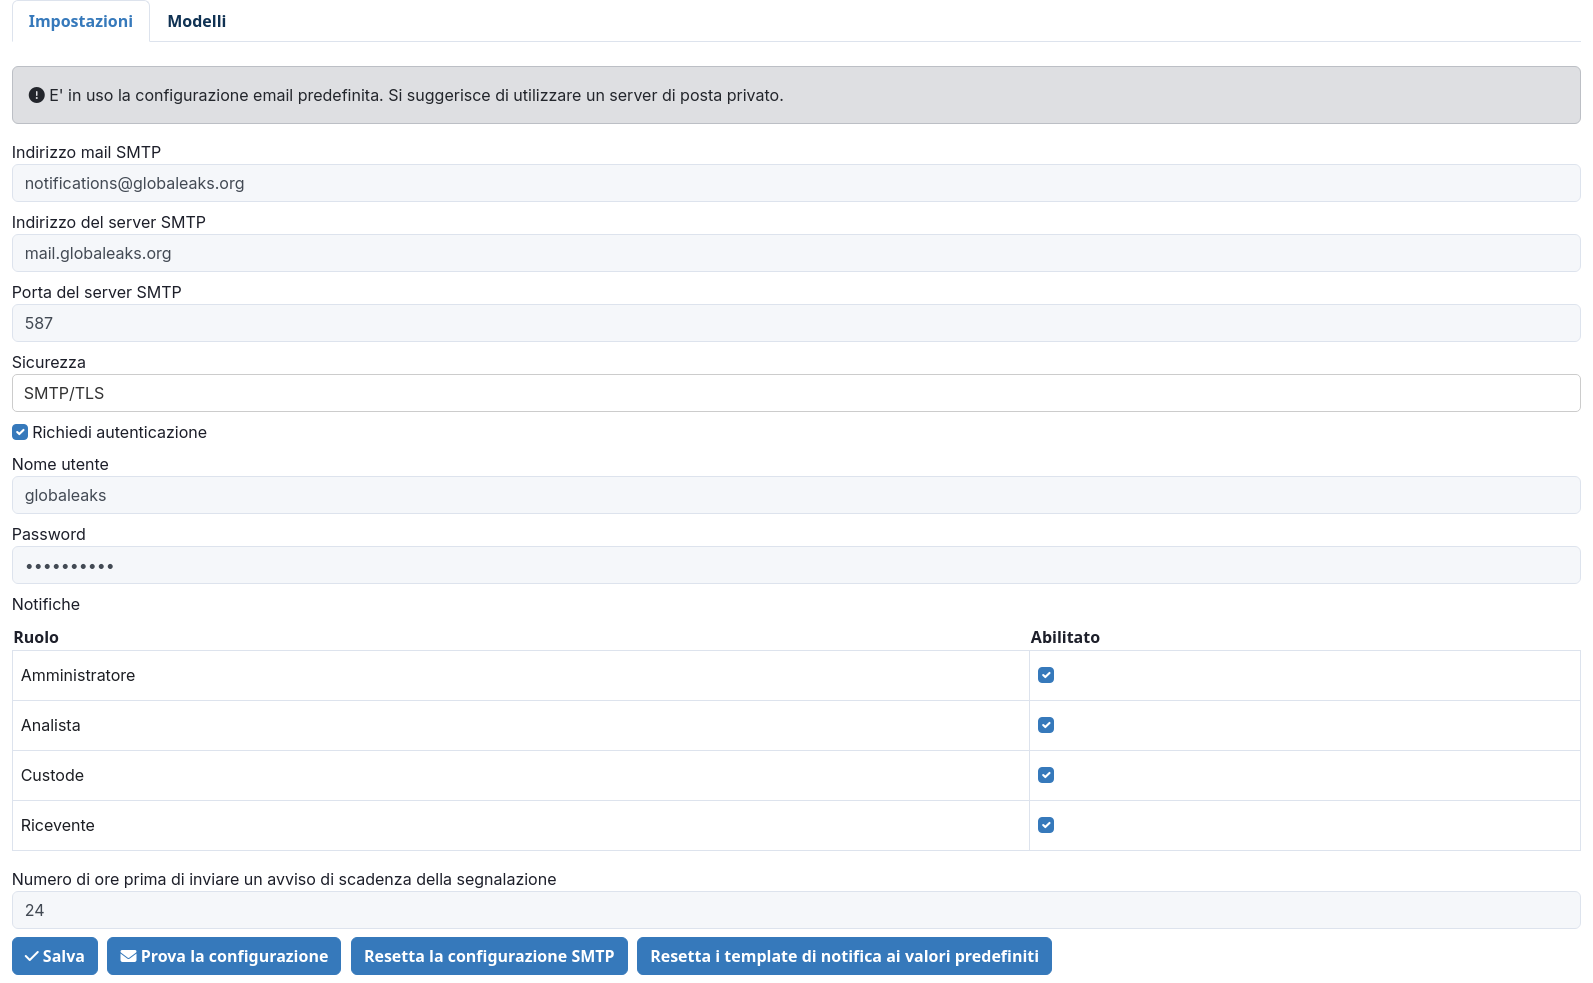 Impostazioni Modelli
E' in uso la configurazione email predefinita. Si suggerisce di utilizzare un server di posta privato.
Indirizzo mail SMTP
notifications@globaleaks.org
Indirizzo del server SMTP
mail.globaleaks.org
Porta del server SMTP
587
Sicurezza
SMTP/TLS
Richiedi autenticazione
Nome utente
globaleaks
Password
••••••••••
Notifiche
Ruolo Abilitato
Amministratore
Analista
Custode
Ricevente
Numero di ore prima di inviare un avviso di scadenza della segnalazione
24
Salva Prova la configurazione Resetta la configurazione SMTP Resetta i template di notifica ai valori predefiniti